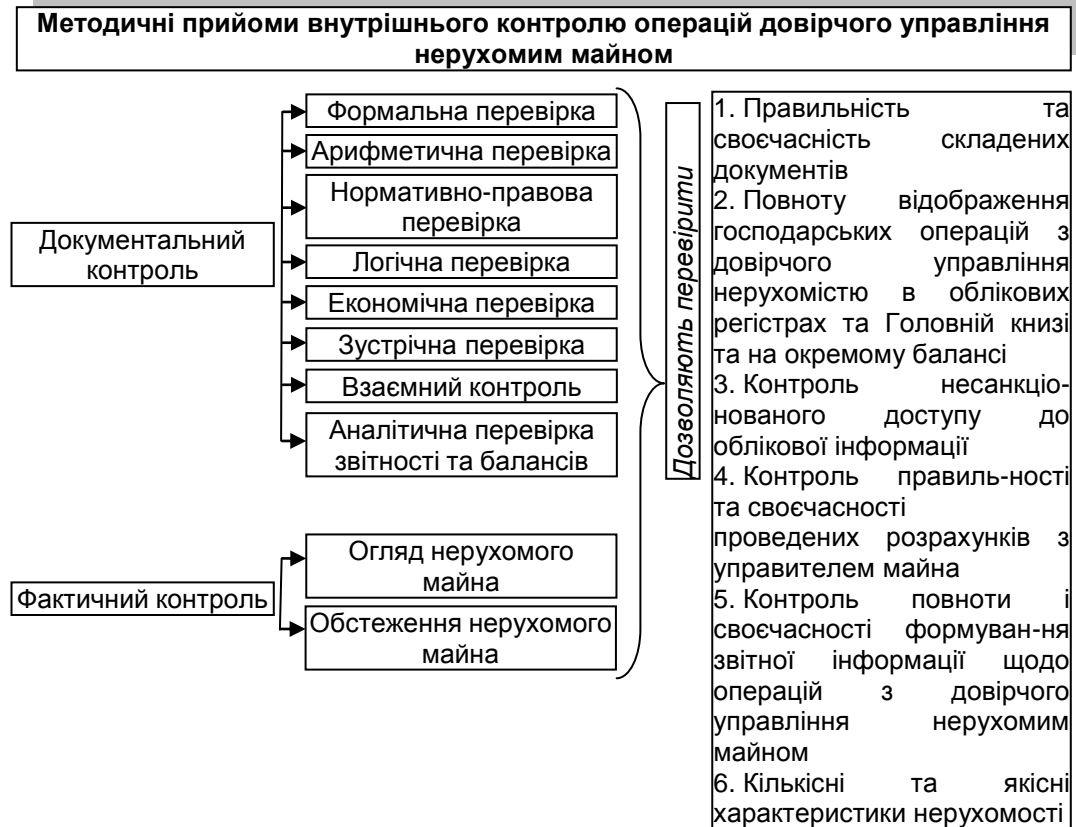 Методичні прийоми внутрішнього контролю операцій довірчого управління
нерухомим майном
Документальний
контроль
Формальна перевірка
Арифметична перевірка
Нормативно-правова
перевірка
Логічна перевірка
Економічна перевірка
Зустрічна перевірка
Взаємний контроль
Аналітична перевірка
звітності та балансів
Фактичний контроль
Огляд нерухомого
майна
Обстеження нерухомого
майна
Дозволяють перевірити
1. Правильність та
своєчасність складених
документів
2. Повноту відображення
господарських операцій з
довірчого управління
нерухомістю в облікових
регістрах та Головній книзі
та на окремому балансі
3. Контроль несанкціо-
нованого доступу до
облікової інформації
4. Контроль правиль-ності
та своєчасності
проведених розрахунків з
управителем майна
5. Контроль повноти і
своєчасності формуван-ня
звітної інформації щодо
операцій з довірчого
управління нерухомим
майном
6. Кількісні та якісні
характеристики нерухомості